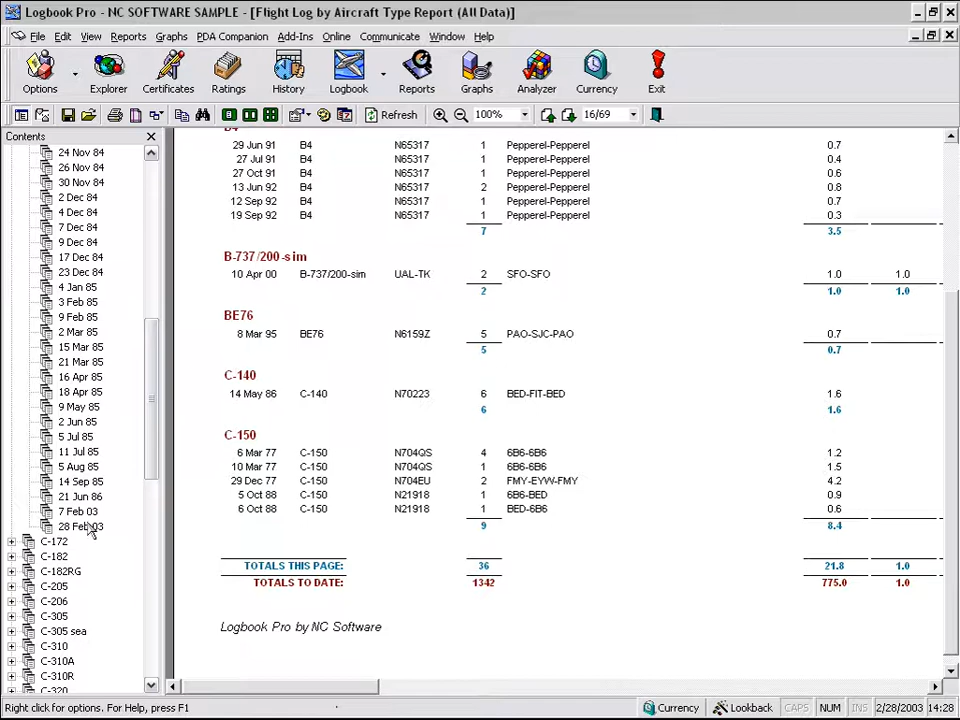 Logbook Pro - NC SOFTWARE SAMPLE - [Flight Log by Aircraft Type Report (All Data)]
File Edit View Reports Graphs PDA Companion Add-Ins Online Communicate Window Help
Options Explorer Certificates Ratings History Logbook Reports Graphs Analyzer Currency Exit
Refresh 100% 16/69
Contents
24 Nov 84
26 Nov 84
30 Nov 84
2 Dec 84
4 Dec 84
7 Dec 84
9 Dec 84
17 Dec 84
23 Dec 84
4 Jan 85
3 Feb 85
9 Feb 85
2 Mar 85
15 Mar 85
21 Mar 85
16 Apr 85
18 Apr 85
9 May 85
2 Jun 85
5 Jul 85
11 Jul 85
5 Aug 85
14 Sep 85
21 Jun 86
7 Feb 03
28 Feb 03
C-172
C-182
C-182RG
C-205
C-206
C-305
C-305 sea
C-310
C-310A
C-310R
C-320
B4
29 Jun 91 B4 N65317 1 Pepperel-Pepperel 0.7
27 Jul 91 B4 N65317 1 Pepperel-Pepperel 0.4
27 Oct 91 B4 N65317 1 Pepperel-Pepperel 0.6
13 Jun 92 B4 N65317 2 Pepperel-Pepperel 0.8
12 Sep 92 B4 N65317 1 Pepperel-Pepperel 0.7
19 Sep 92 B4 N65317 1 Pepperel-Pepperel 0.3
7 3.5
B-737/200-sim
10 Apr 00 B-737/200-sim UAL-TK 2 SFO-SFO 1.0 1.0
2 1.0 1.0
BE76
8 Mar 95 BE76 N6159Z 5 PAO-SJC-PAO 0.7
5 0.7
C-140
14 May 86 C-140 N70223 6 BED-FIT-BED 1.6
6 1.6
C-150
6 Mar 77 C-150 N704QS 4 6B6-6B6 1.2
10 Mar 77 C-150 N704QS 1 6B6-6B6 1.5
29 Dec 77 C-150 N704EU 2 FMY-EYW-FMY 4.2
5 Oct 88 C-150 N21918 1 6B6-BED 0.9
6 Oct 88 C-150 N21918 1 BED-6B6 0.6
9 8.4
TOTALS THIS PAGE: 36 21.8 1.0
TOTALS TO DATE: 1342 775.0 1.0
Logbook Pro by NC Software
Right click for options. For Help, press F1 Currency Lookback CAPS NUM INS 2/28/2003 14:28